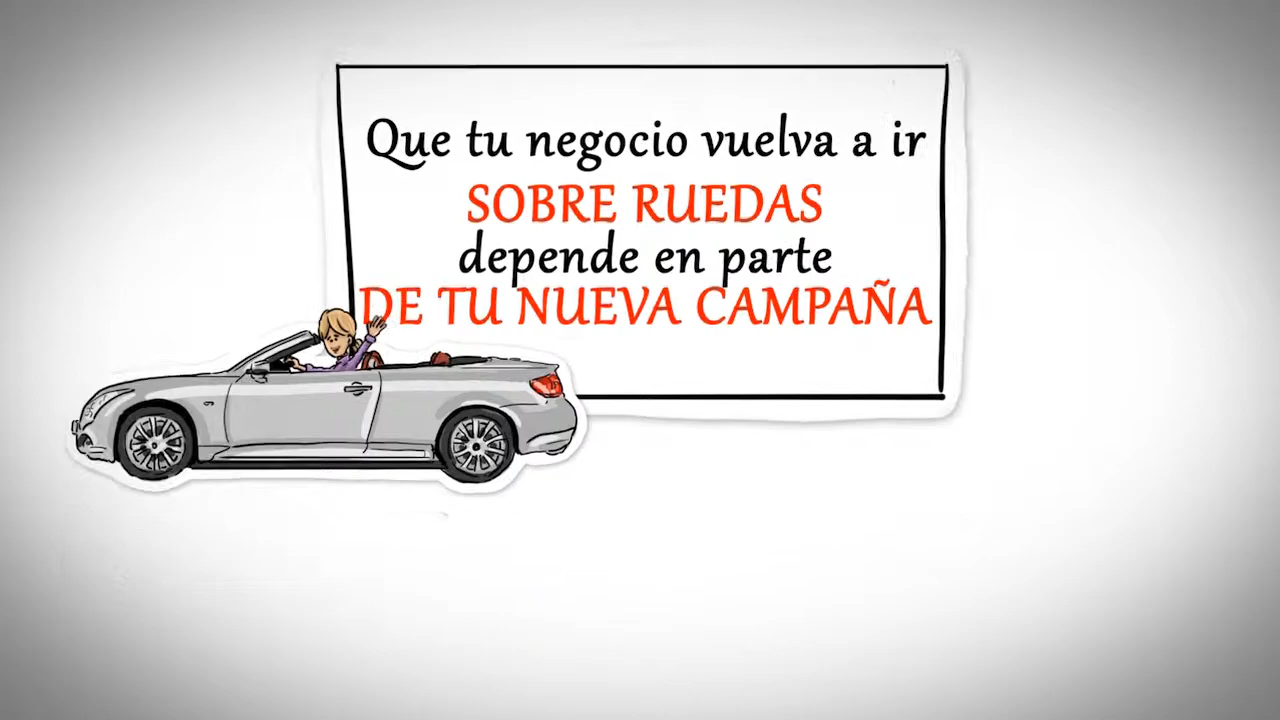 Que tu negocio vuelva a ir
SOBRE RUEDAS
depende en parte
DE TU NUEVA CAMPAÑA